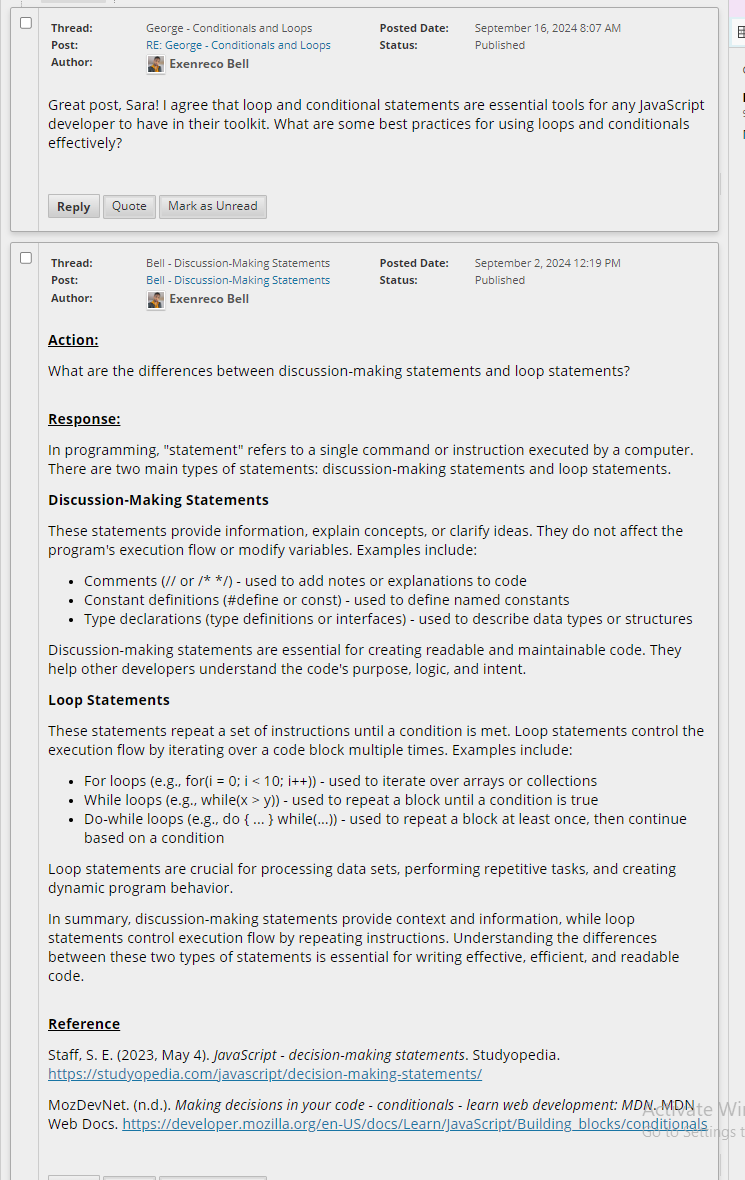 Thread: George - Conditionals and Loops Posted Date: September 16, 2024 8:07 AM
Post: RE: George - Conditionals and Loops Status: Published
Author: Exenreco Bell
Great post, Sara! I agree that loop and conditional statements are essential tools for any JavaScript
developer to have in their toolkit. What are some best practices for using loops and conditionals
effectively?
Reply Quote Mark as Unread
Thread: Bell - Discussion-Making Statements Posted Date: September 2, 2024 12:19 PM
Post: Bell - Discussion-Making Statements Status: Published
Author: Exenreco Bell
Action:
What are the differences between discussion-making statements and loop statements?
Response:
In programming, "statement" refers to a single command or instruction executed by a computer.
There are two main types of statements: discussion-making statements and loop statements.
Discussion-Making Statements
These statements provide information, explain concepts, or clarify ideas. They do not affect the
program's execution flow or modify variables. Examples include:
• Comments (// or /* */) - used to add notes or explanations to code
• Constant definitions (#define or const) - used to define named constants
• Type declarations (type definitions or interfaces) - used to describe data types or structures
Discussion-making statements are essential for creating readable and maintainable code. They
help other developers understand the code's purpose, logic, and intent.
Loop Statements
These statements repeat a set of instructions until a condition is met. Loop statements control the
execution flow by iterating over a code block multiple times. Examples include:
• For loops (e.g., for(i = 0; i < 10; i++)) - used to iterate over arrays or collections
• While loops (e.g., while(x > y)) - used to repeat a block until a condition is true
• Do-while loops (e.g., do { ... } while(...)) - used to repeat a block at least once, then continue
based on a condition
Loop statements are crucial for processing data sets, performing repetitive tasks, and creating
dynamic program behavior.
In summary, discussion-making statements provide context and information, while loop
statements control execution flow by repeating instructions. Understanding the differences
between these two types of statements is essential for writing effective, efficient, and readable
code.
Reference
Staff, S. E. (2023, May 4). JavaScript - decision-making statements. Studyopedia.
https://studyopedia.com/javascript/decision-making-statements/
MozDevNet. (n.d.). Making decisions in your code - conditionals - learn web development: MDN. MDN
Web Docs. https://developer.mozilla.org/en-US/docs/Learn/JavaScript/Building_blocks/conditionals
Activate Win
Go to Settings t